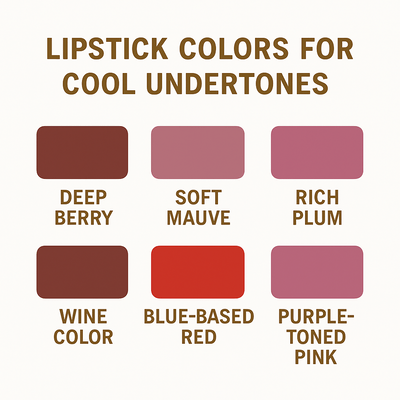 LIPSTICK COLORS FOR
COOL UNDERTONES
DEEP
BERRY
SOFT
MAUVE
RICH
PLUM
WINE
COLOR
BLUE-BASED
RED
PURPLE-
TONED
PINK